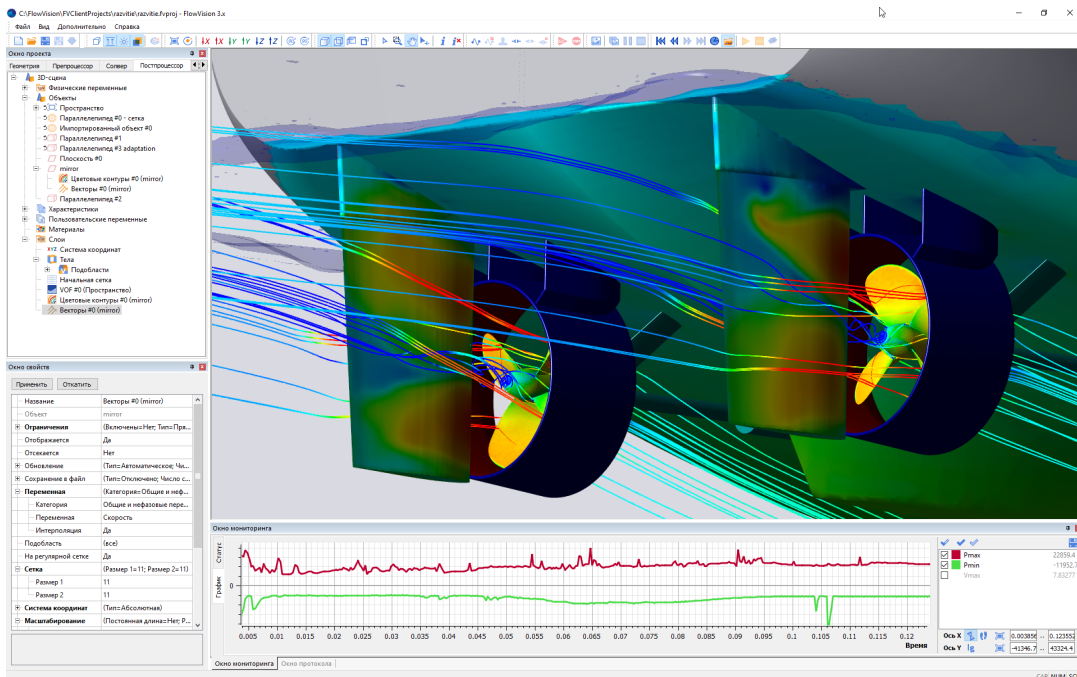 C:\FlowVision\FVClientProjects\razvitie\razvitie.fvproj - FlowVision 3.x
Файл Вид Дополнительно Справка
Окно проекта
Геометрия Препроцессор Солвер Постпроцессор
3D-сцена
Физические переменные
Объекты
Пространство
Параллелепипед #0 - сетка
Импортированный объект #0
Параллелепипед #1
Параллелепипед #3 adaptation
Плоскость #0
mirror
Цветовые контуры #0 (mirror)
Векторы #0 (mirror)
Параллелепипед #2
Характеристики
Пользовательские переменные
Материалы
Слои
XYZ Система координат
Тела
Подобласти
Начальная сетка
VOF #0 (Пространство)
Цветовые контуры #0 (mirror)
Векторы #0 (mirror)
Окно свойств
Применить Откатить
Название Векторы #0 (mirror)
Объект mirror
Ограничения (Включены=Нет; Тип=Пря...
Отображается Да
Отсекается Нет
Обновление (Тип=Автоматическое; Чи...
Сохранение в файл (Тип=Отключено; Число с...
Переменная (Категория=Общие и неф...
Категория Общие и нефазовые пере...
Переменная Скорость
Интерполяция Да
Подобласть (все)
На регулярной сетке Да
Сетка (Размер 1=11; Размер 2=11)
Размер 1 11
Размер 2 11
Система координат (Тип=Абсолютная)
Масштабирование (Постоянная длина=Нет; Р...
Окно мониторинга
Статус
График
0
0.005 0.01 0.015 0.02 0.025 0.03 0.035 0.04 0.045 0.05 0.055 0.06 0.065 0.07 0.075 0.08 0.085 0.09 0.095 0.1 0.105 0.11 0.115 0.12
Время
Pmax 22859.4
Pmin -11952.7
Vmax 7.83277
Ось X 0.003856 .. 0.123552
Ось Y lg -41346.7 .. 43324.4
Окно мониторинга Окно протокола
CAP NUM